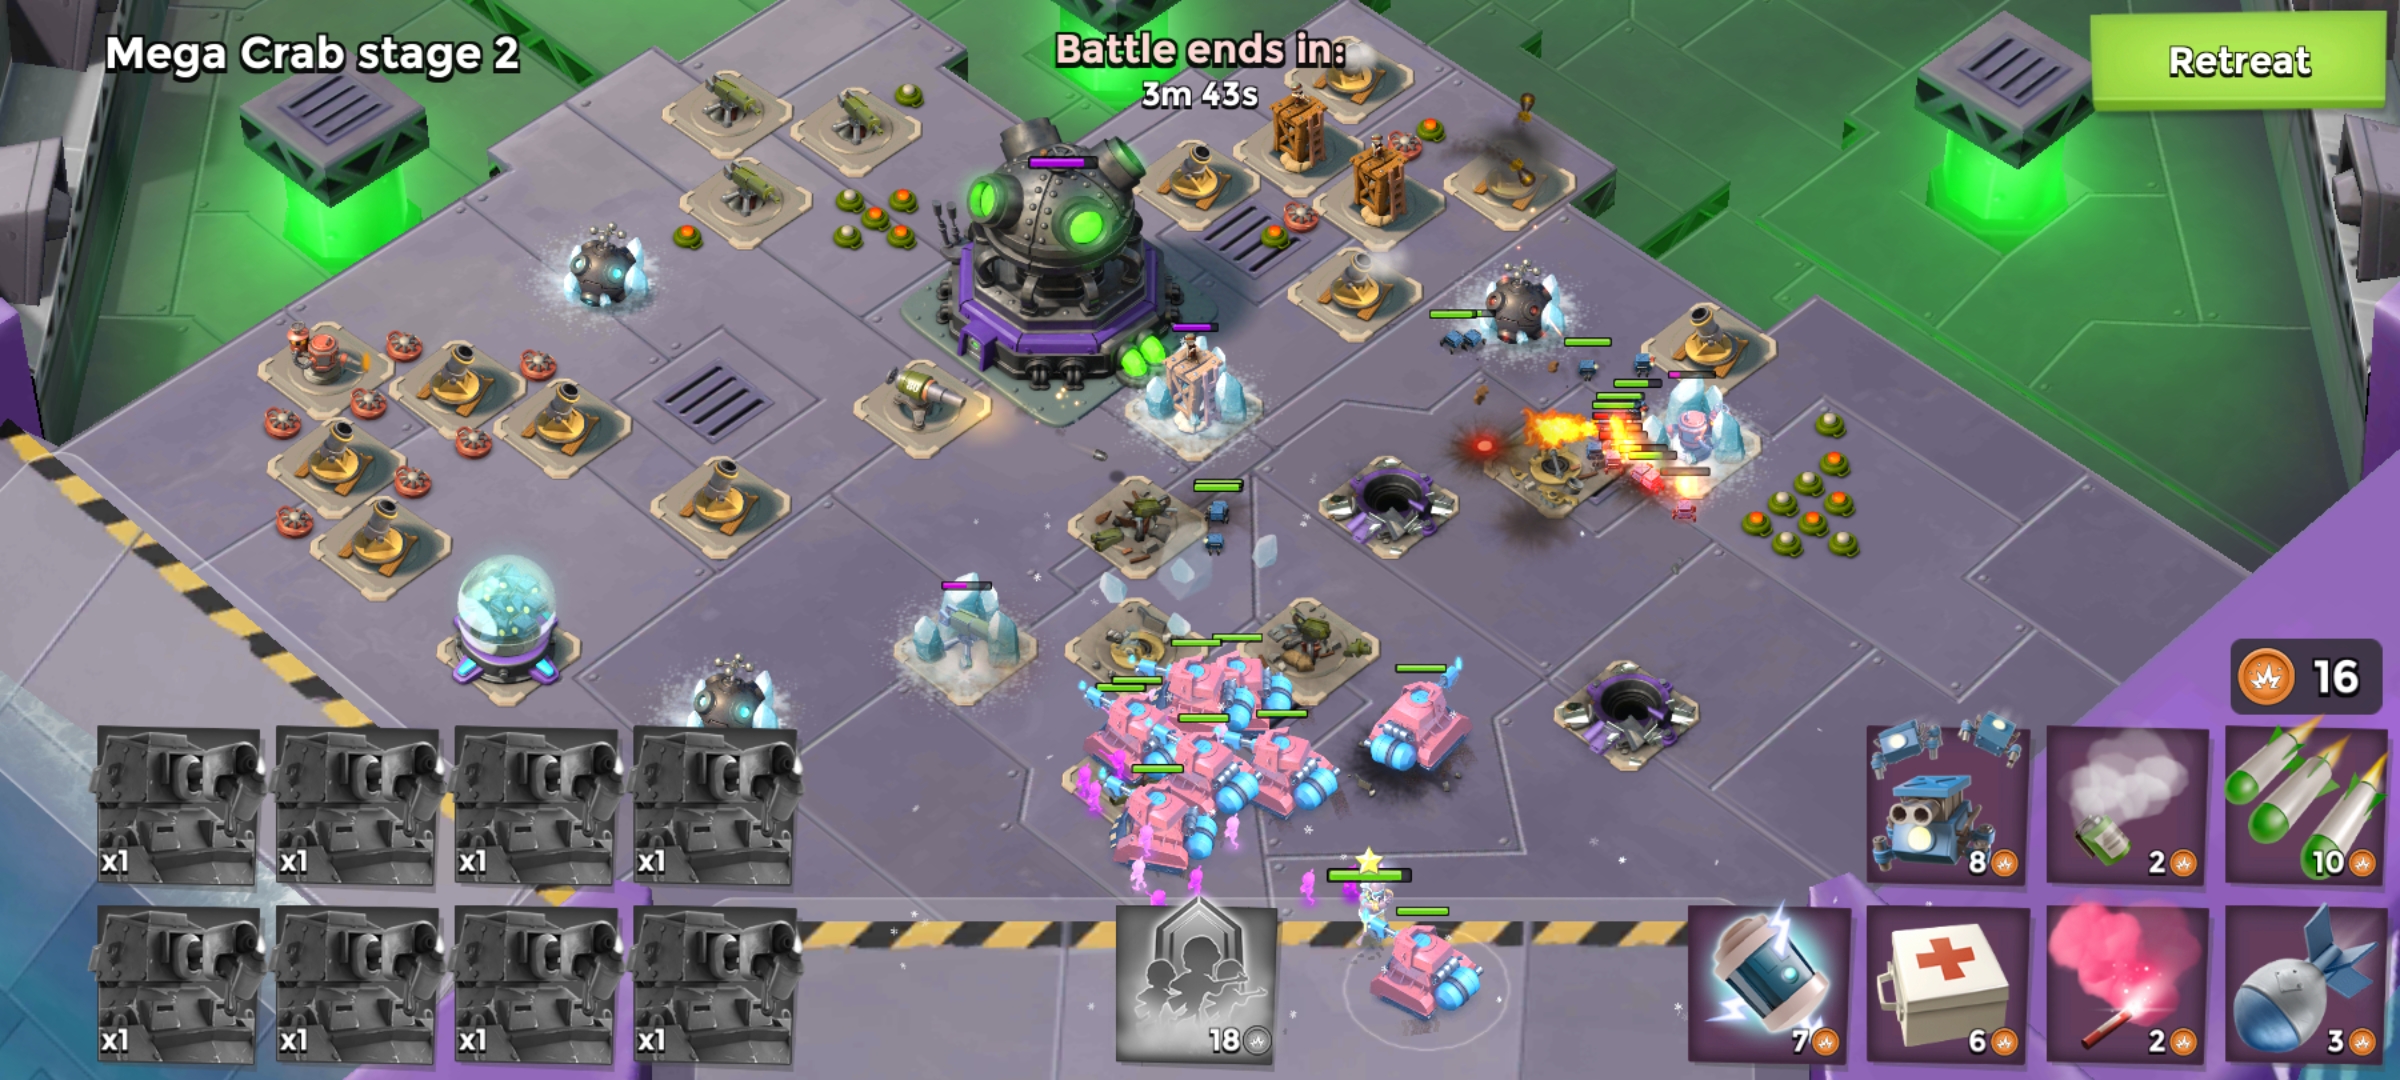 Mega Crab stage 2
Battle ends in:
3m 43s
Retreat
16
x1
x1
x1
x1
8
2
10
x1
x1
x1
x1
18
7
6
2
3